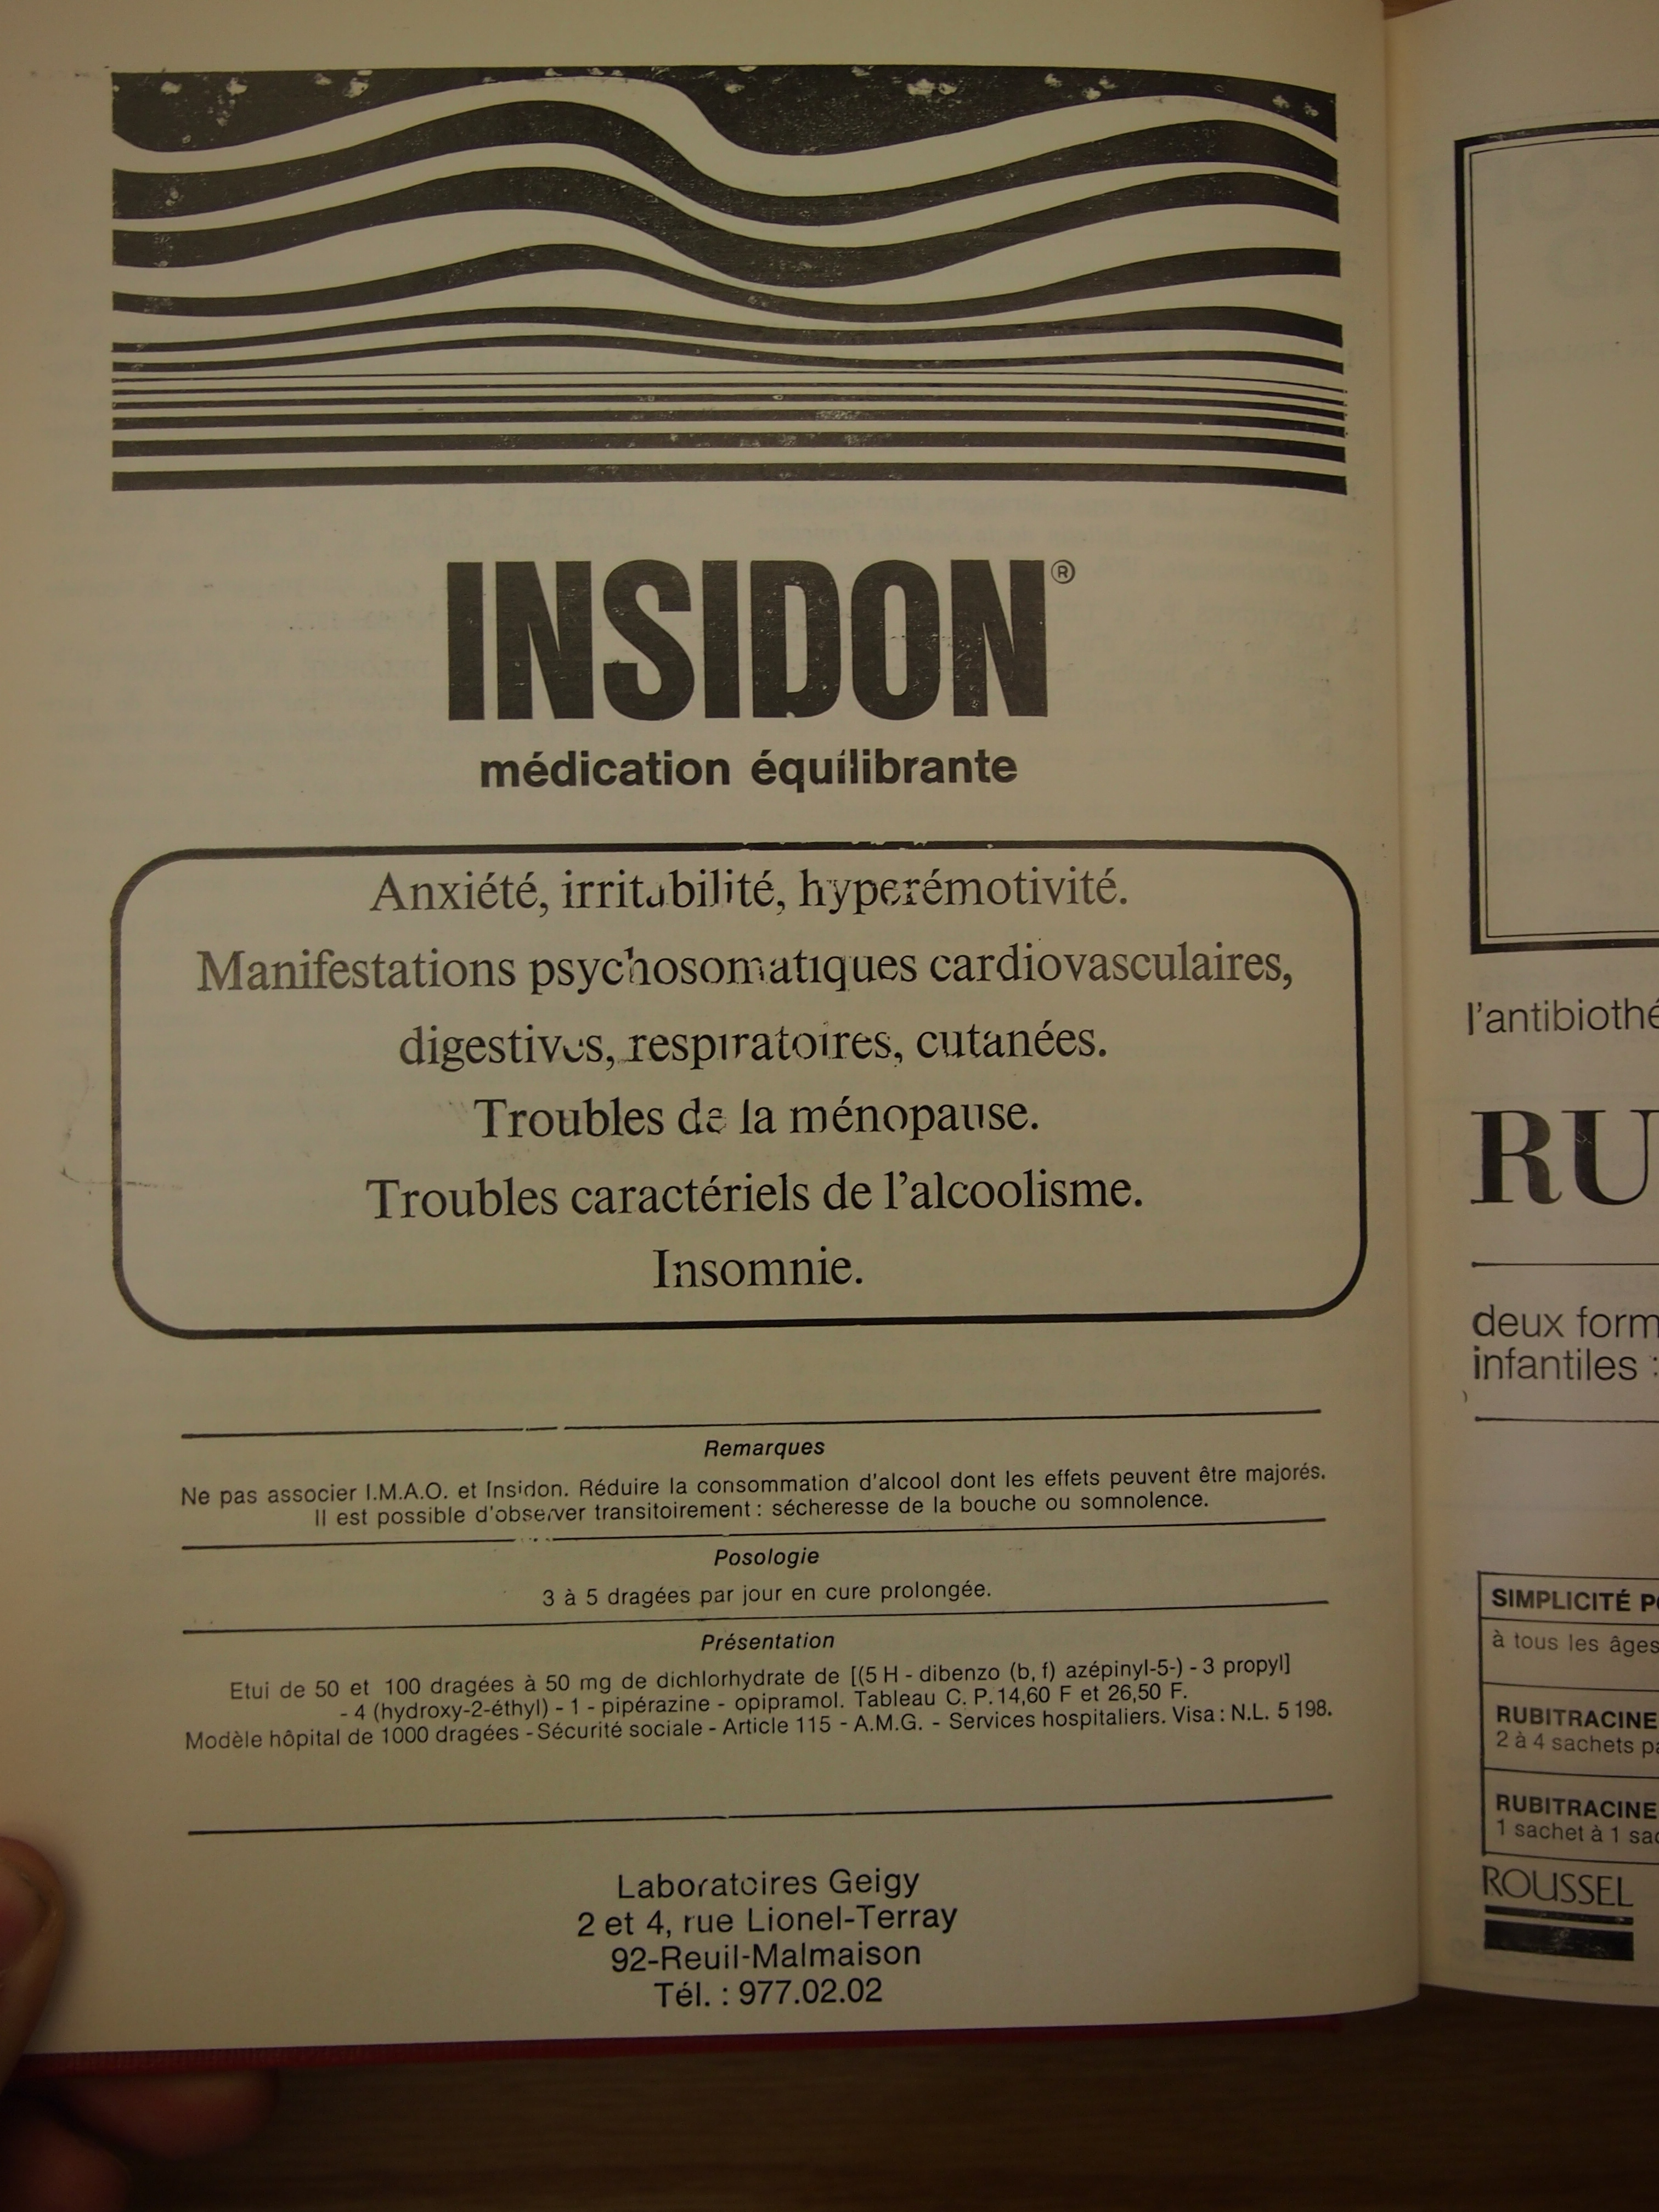 INSIDON®
médication équilibrante
Anxiété, irritabilité, hyperémotivité.
Manifestations psychosomatiques cardiovasculaires,
digestives, respiratoires, cutanées.
Troubles de la ménopause.
Troubles caractériels de l'alcoolisme.
Insomnie.
Remarques
Ne pas associer I.M.A.O. et Insidon. Réduire la consommation d'alcool dont les effets peuvent être majorés.
Il est possible d'observer transitoirement : sécheresse de la bouche ou somnolence.
Posologie
3 à 5 dragées par jour en cure prolongée.
Présentation
Etui de 50 et 100 dragées à 50 mg de dichlorhydrate de [(5 H - dibenzo (b, f) azépinyl-5-) - 3 propyl]
- 4 (hydroxy-2-éthyl) - 1 - pipérazine - opipramol. Tableau C. P. 14,60 F et 26,50 F.
Modèle hôpital de 1000 dragées - Sécurité sociale - Article 115 - A.M.G. - Services hospitaliers. Visa : N.L. 5 198.
Laboratoires Geigy
2 et 4, rue Lionel-Terray
92-Reuil-Malmaison
Tél. : 977.02.02
l'antibiothé
RU
deux form
infantiles :
SIMPLICITÉ P
à tous les âges
RUBITRACINE
2 à 4 sachets pa
RUBITRACINE
1 sachet à 1 sac
ROUSSEL